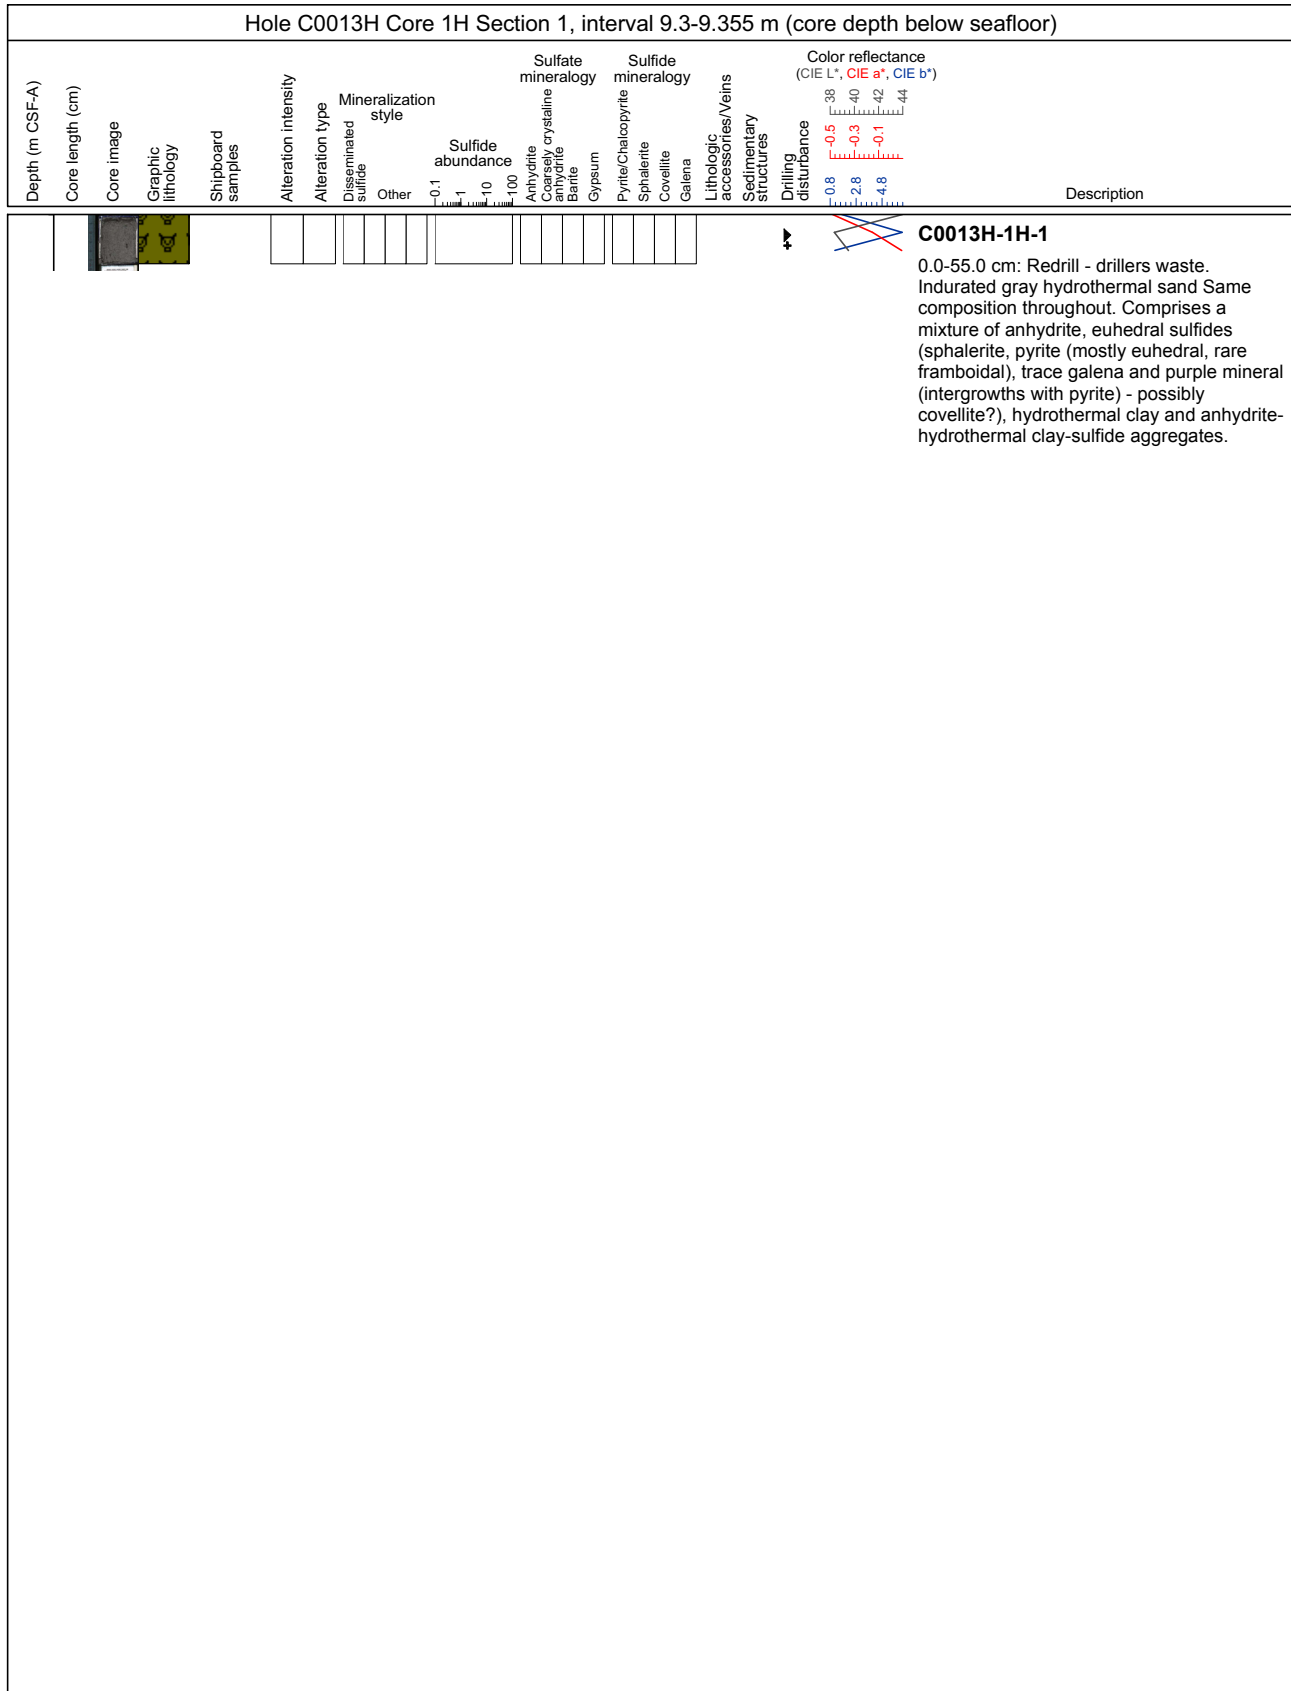 Hole C0013H Core 1H Section 1, interval 9.3-9.355 m (core depth below seafloor)
Depth (m CSF-A)
Core length (cm)
Core image
Graphic
lithology
Shipboard
samples
Alteration intensity
Alteration type
Mineralization
style
Disseminated
sulfide
Other
Sulfide
abundance
0.1
1
10
100
Sulfate
mineralogy
Anhydrite
Coarsely crystaline
anhydrite
Barite
Gypsum
Sulfide
mineralogy
Pyrite/Chalcopyrite
Sphalerite
Covellite
Galena
Lithologic
accessories/Veins
Sedimentary
structures
Drilling
disturbance
Color reflectance
(CIE L*, CIE a*, CIE b*)
38
40
42
44
-0.5
-0.3
-0.1
0.8
2.8
4.8
Description
C0013H-1H-1
0.0-55.0 cm: Redrill - drillers waste.
Indurated gray hydrothermal sand Same
composition throughout. Comprises a
mixture of anhydrite, euhedral sulfides
(sphalerite, pyrite (mostly euhedral, rare
framboidal), trace galena and purple mineral
(intergrowths with pyrite) - possibly
covellite?), hydrothermal clay and anhydrite-
hydrothermal clay-sulfide aggregates.